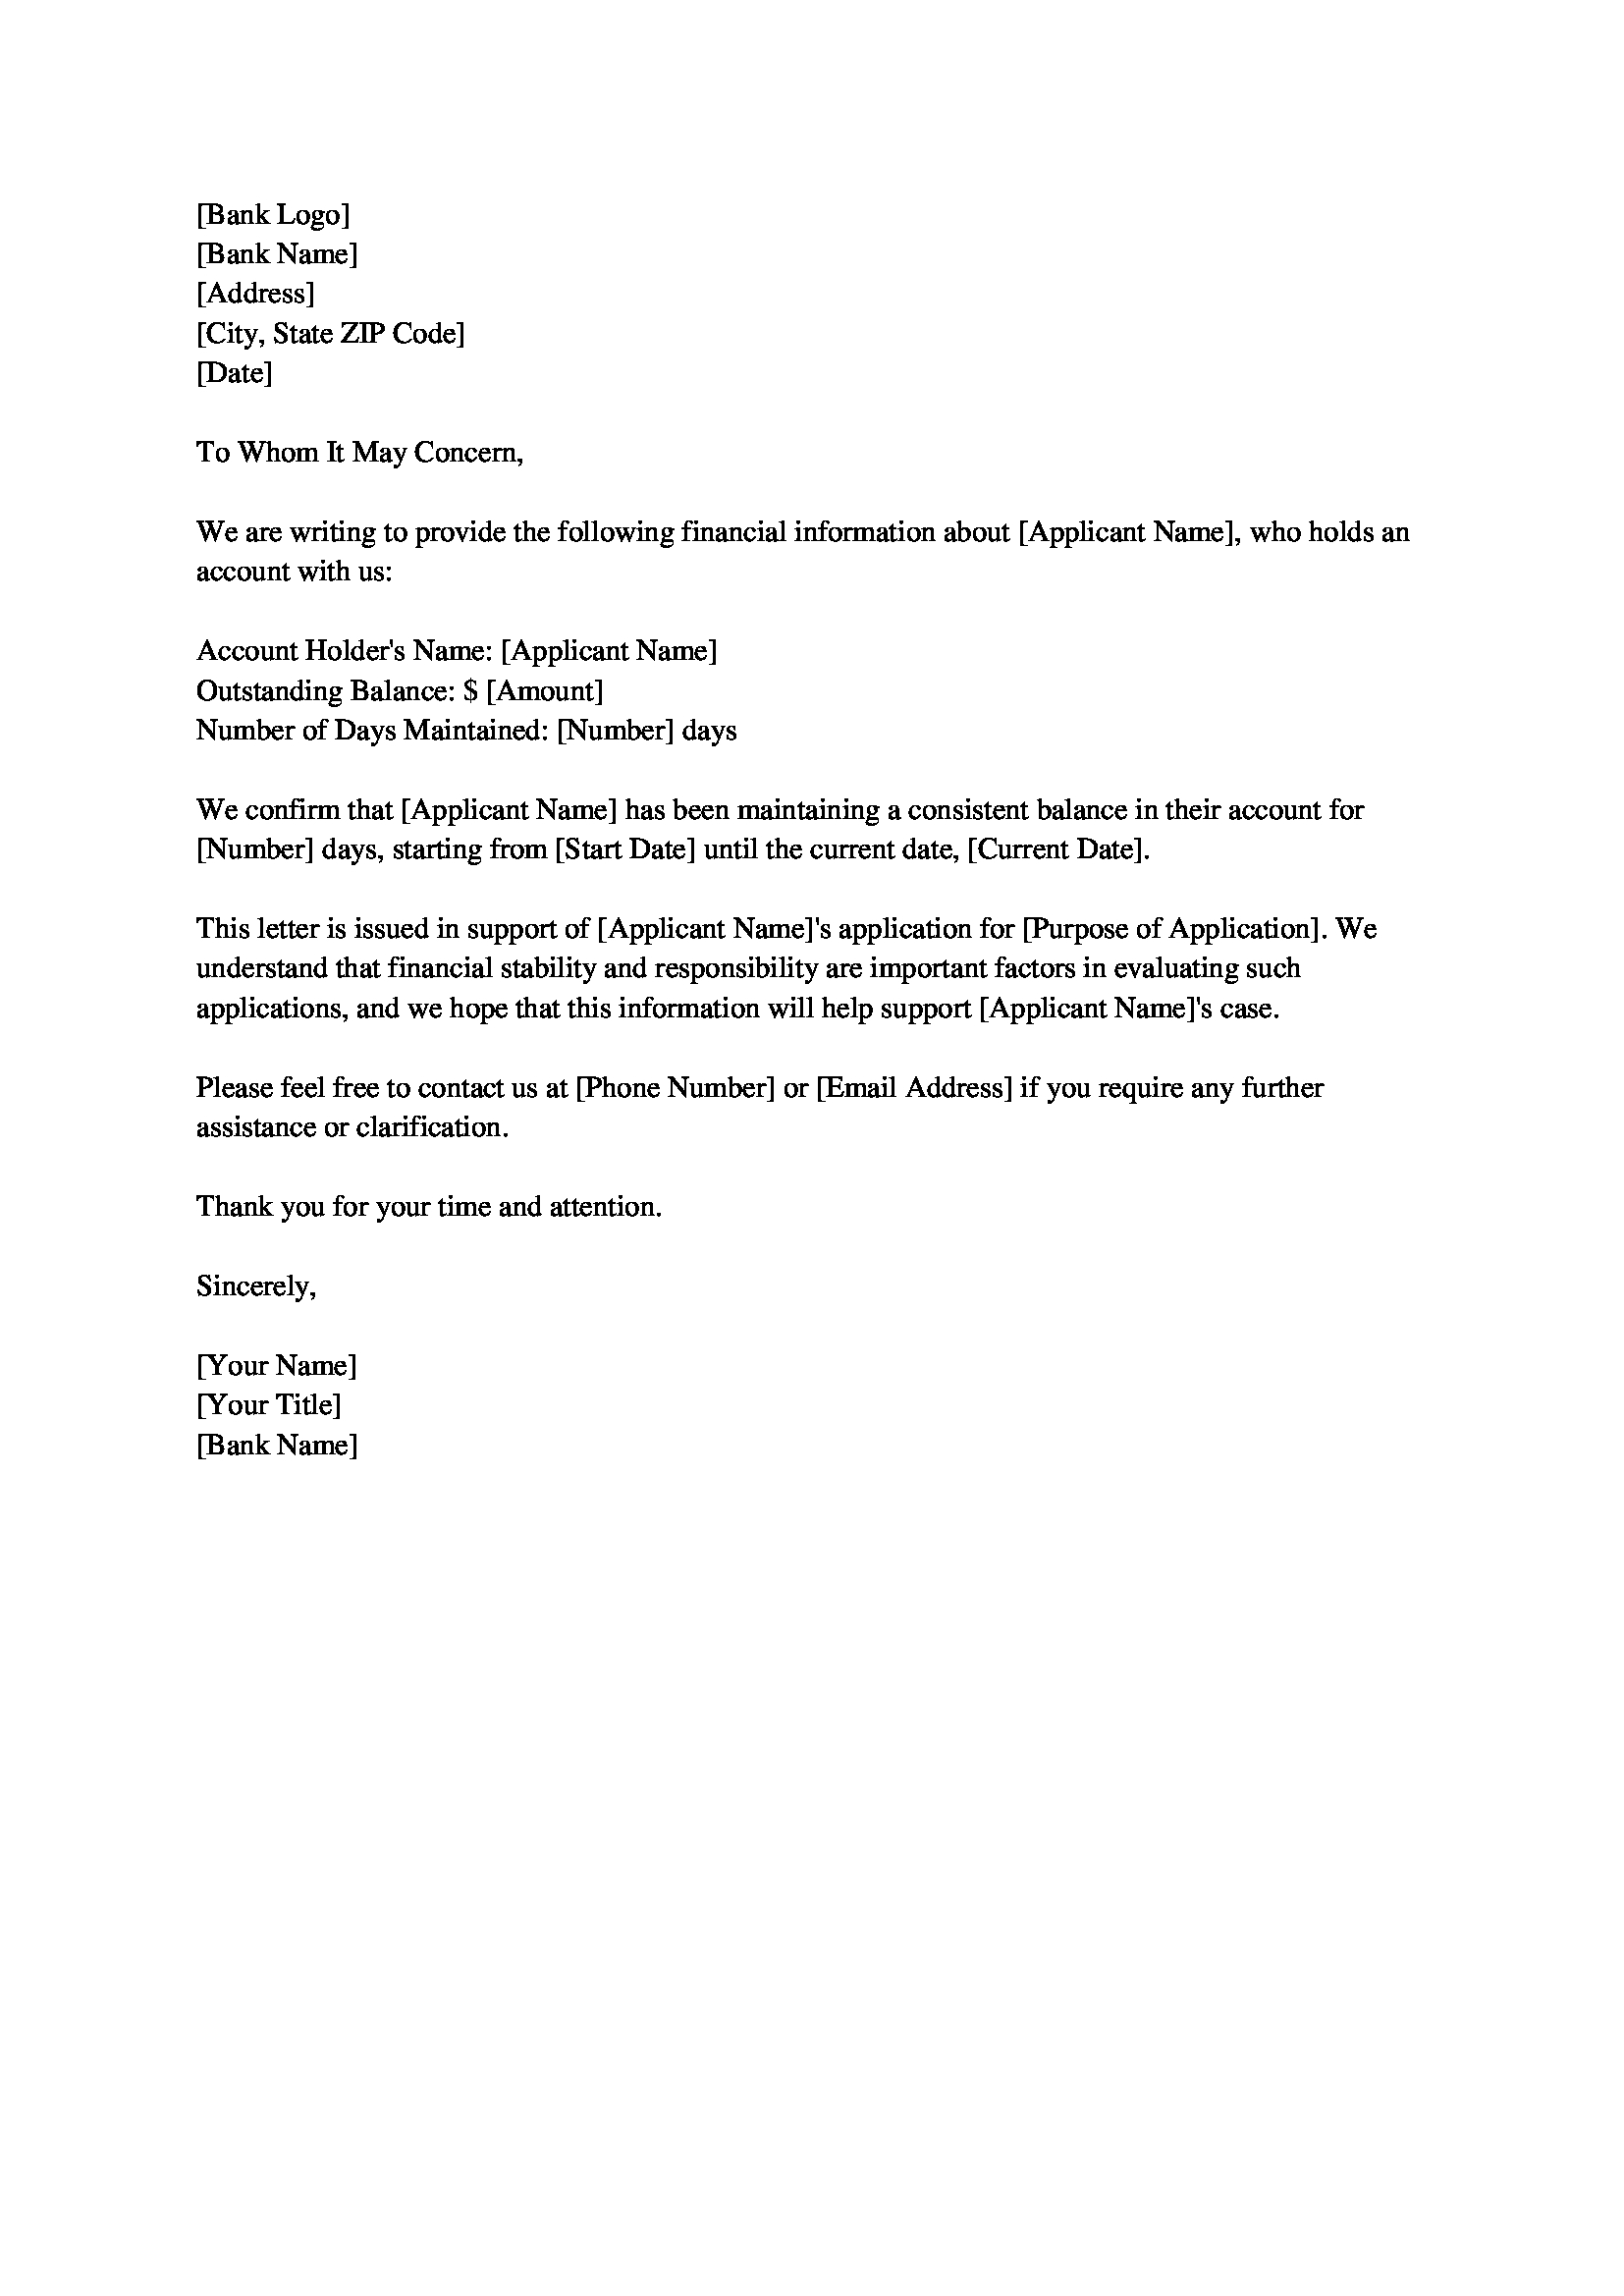 [Bank Logo]
[Bank Name]
[Address]
[City, State ZIP Code]
[Date]
To Whom It May Concern,
We are writing to provide the following financial information about [Applicant Name], who holds an
account with us:
Account Holder's Name: [Applicant Name]
Outstanding Balance: $ [Amount]
Number of Days Maintained: [Number] days
We confirm that [Applicant Name] has been maintaining a consistent balance in their account for
[Number] days, starting from [Start Date] until the current date, [Current Date].
This letter is issued in support of [Applicant Name]'s application for [Purpose of Application]. We
understand that financial stability and responsibility are important factors in evaluating such
applications, and we hope that this information will help support [Applicant Name]'s case.
Please feel free to contact us at [Phone Number] or [Email Address] if you require any further
assistance or clarification.
Thank you for your time and attention.
Sincerely,
[Your Name]
[Your Title]
[Bank Name]